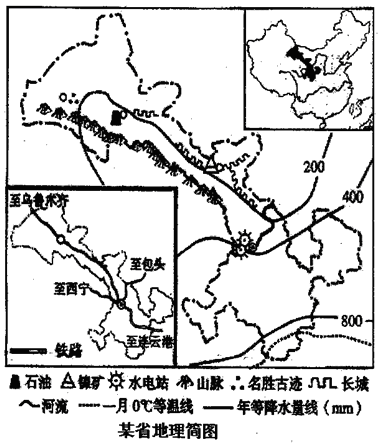 200
400
至乌鲁木齐
至包头
至西宁
至连云港
铁路
800
石油 镍矿 水电站 山脉 名胜古迹 长城
河流 一月0℃等温线 年等降水量线(mm)
某省地理简图